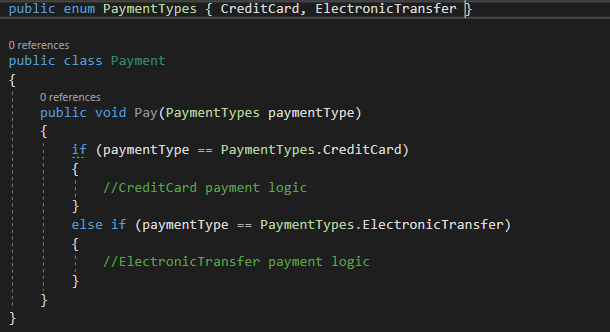 public enum PaymentTypes { CreditCard, ElectronicTransfer }
0 references
public class Payment
{
0 references
public void Pay(PaymentTypes paymentType)
{
if (paymentType == PaymentTypes.CreditCard)
{
//CreditCard payment logic
}
else if (paymentType == PaymentTypes.ElectronicTransfer)
{
//ElectronicTransfer payment logic
}
}
}